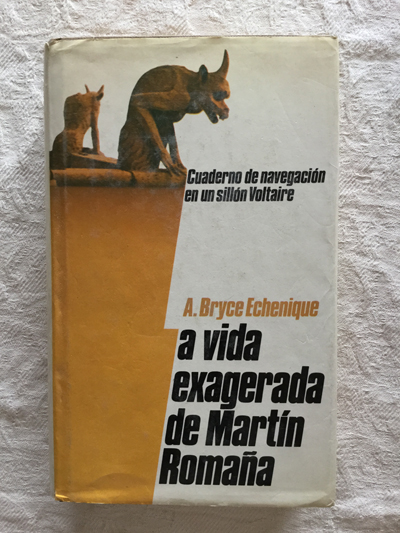 Cuaderno de navegación
en un sillón Voltaire
A. Bryce Echenique
a vida
exagerada
de Martín
Romaña